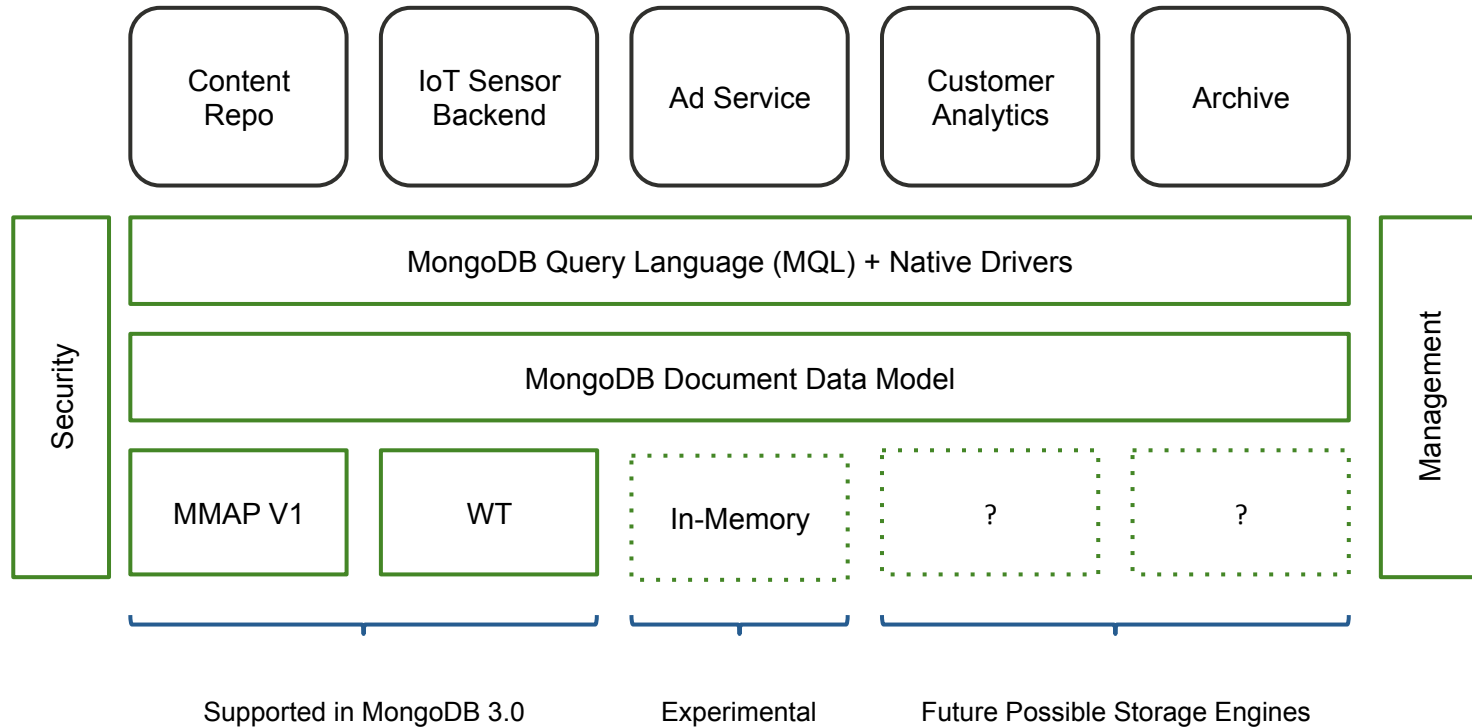 Content
Repo
IoT Sensor
Backend
Ad Service
Customer
Analytics
Archive
Security
MongoDB Query Language (MQL) + Native Drivers
MongoDB Document Data Model
Management
MMAP V1
WT
In-Memory
?
?
Supported in MongoDB 3.0
Experimental
Future Possible Storage Engines